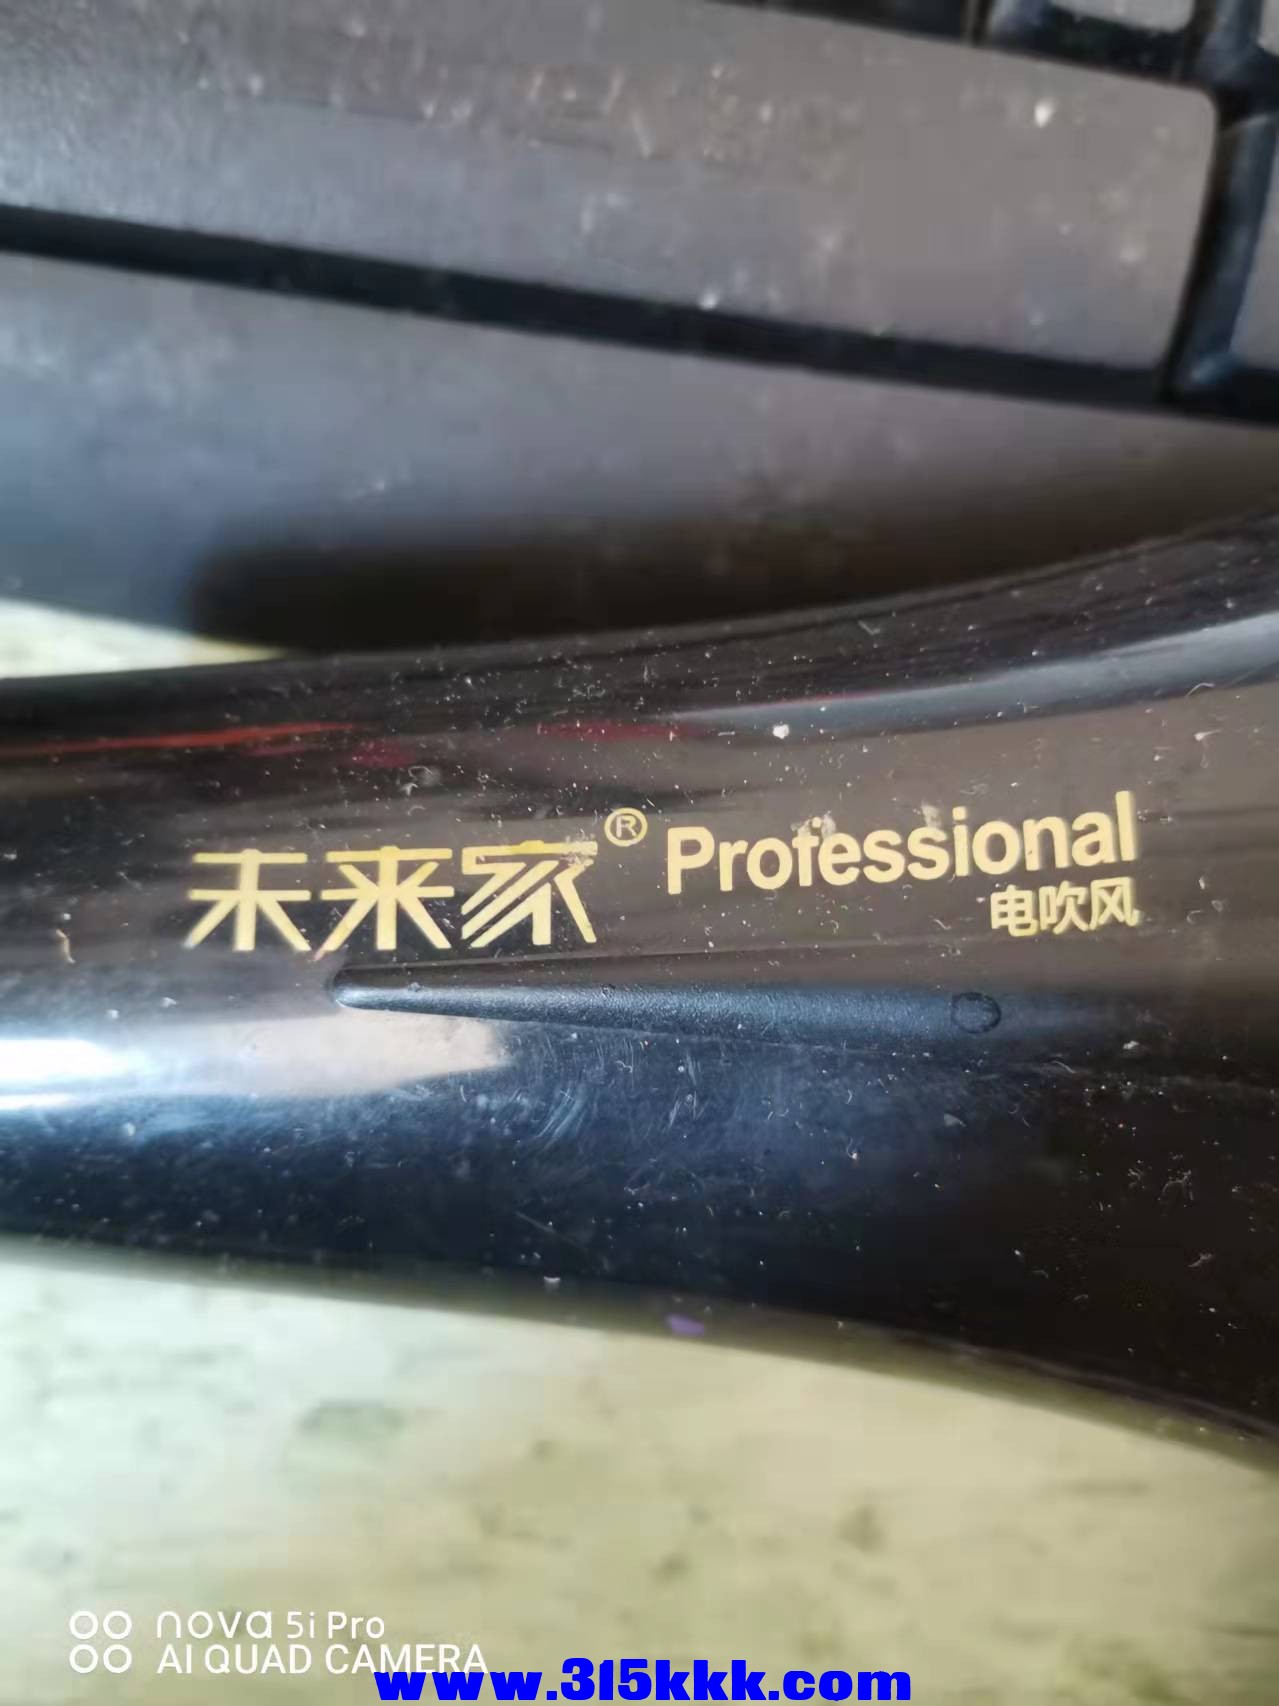 未来家® Professional
电吹风
nova 5i Pro
AI QUAD CAMERA
www.315kkk.com